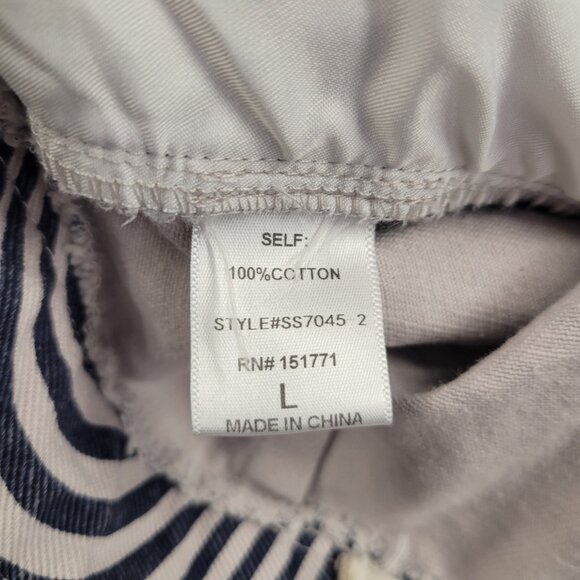 SELF:
100%COTTON
STYLE#SS7045 2
RN# 151771
L
MADE IN CHINA